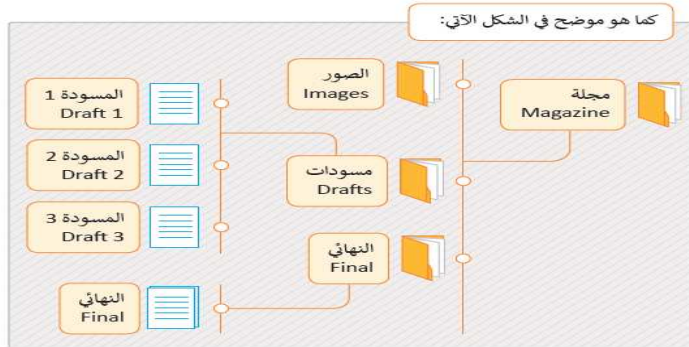 كما هو موضح في الشكل الآتي:
مجلة
Magazine
الصور
Images
مسودات
Drafts
النهائي
Final
المسودة 1
Draft 1
المسودة 2
Draft 2
المسودة 3
Draft 3
النهائي
Final